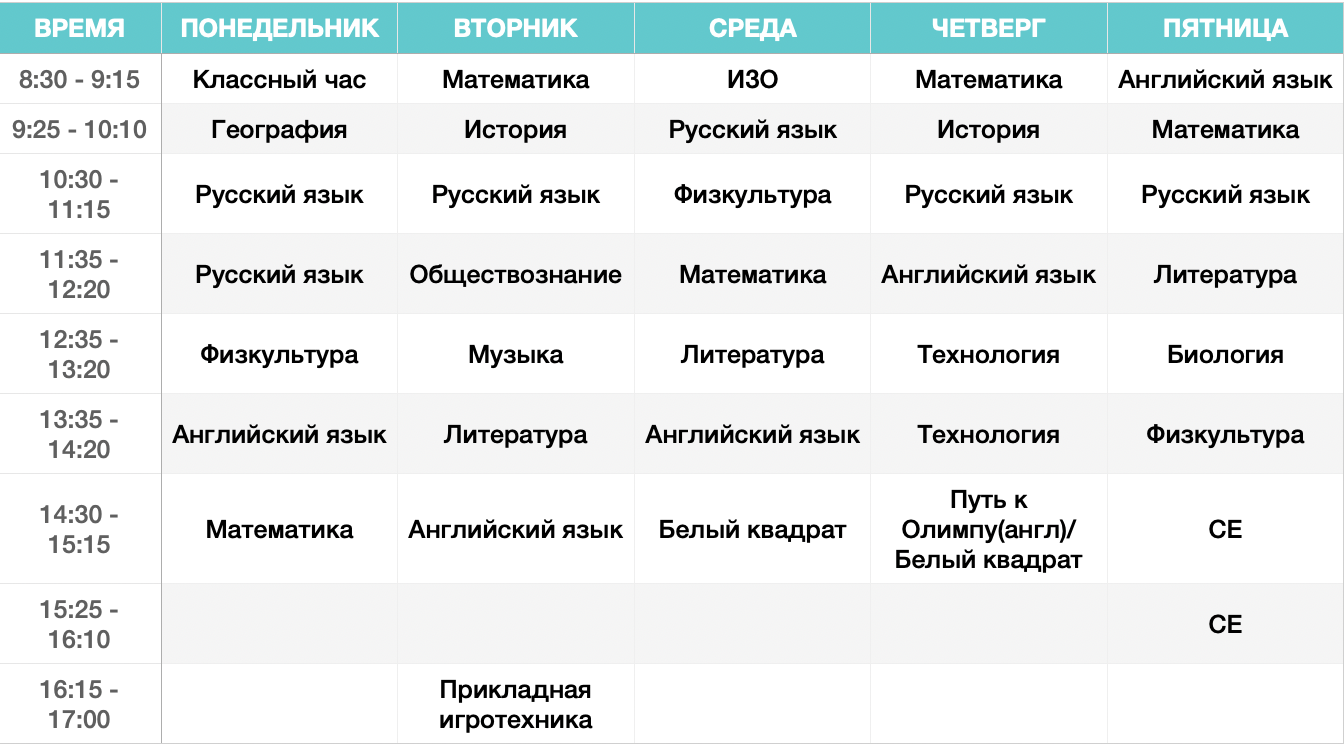 ВРЕМЯ ПОНЕДЕЛЬНИК ВТОРНИК СРЕДА ЧЕТВЕРГ ПЯТНИЦА
8:30 - 9:15 Классный час Математика ИЗО Математика Английский язык
9:25 - 10:10 География История Русский язык История Математика
10:30 -
11:15
Русский язык Русский язык Физкультура Русский язык Русский язык
11:35 -
12:20
Русский язык Обществознание Математика Английский язык Литература
12:35 -
13:20
Физкультура Музыка Литература Технология Биология
13:35 -
14:20
Английский язык Литература Английский язык Технология Физкультура
14:30 -
15:15
Математика Английский язык Белый квадрат
Путь к
Олимпу(англ)/
Белый квадрат
СЕ
15:25 -
16:10
СЕ
16:15 -
17:00
Прикладная
игротехника